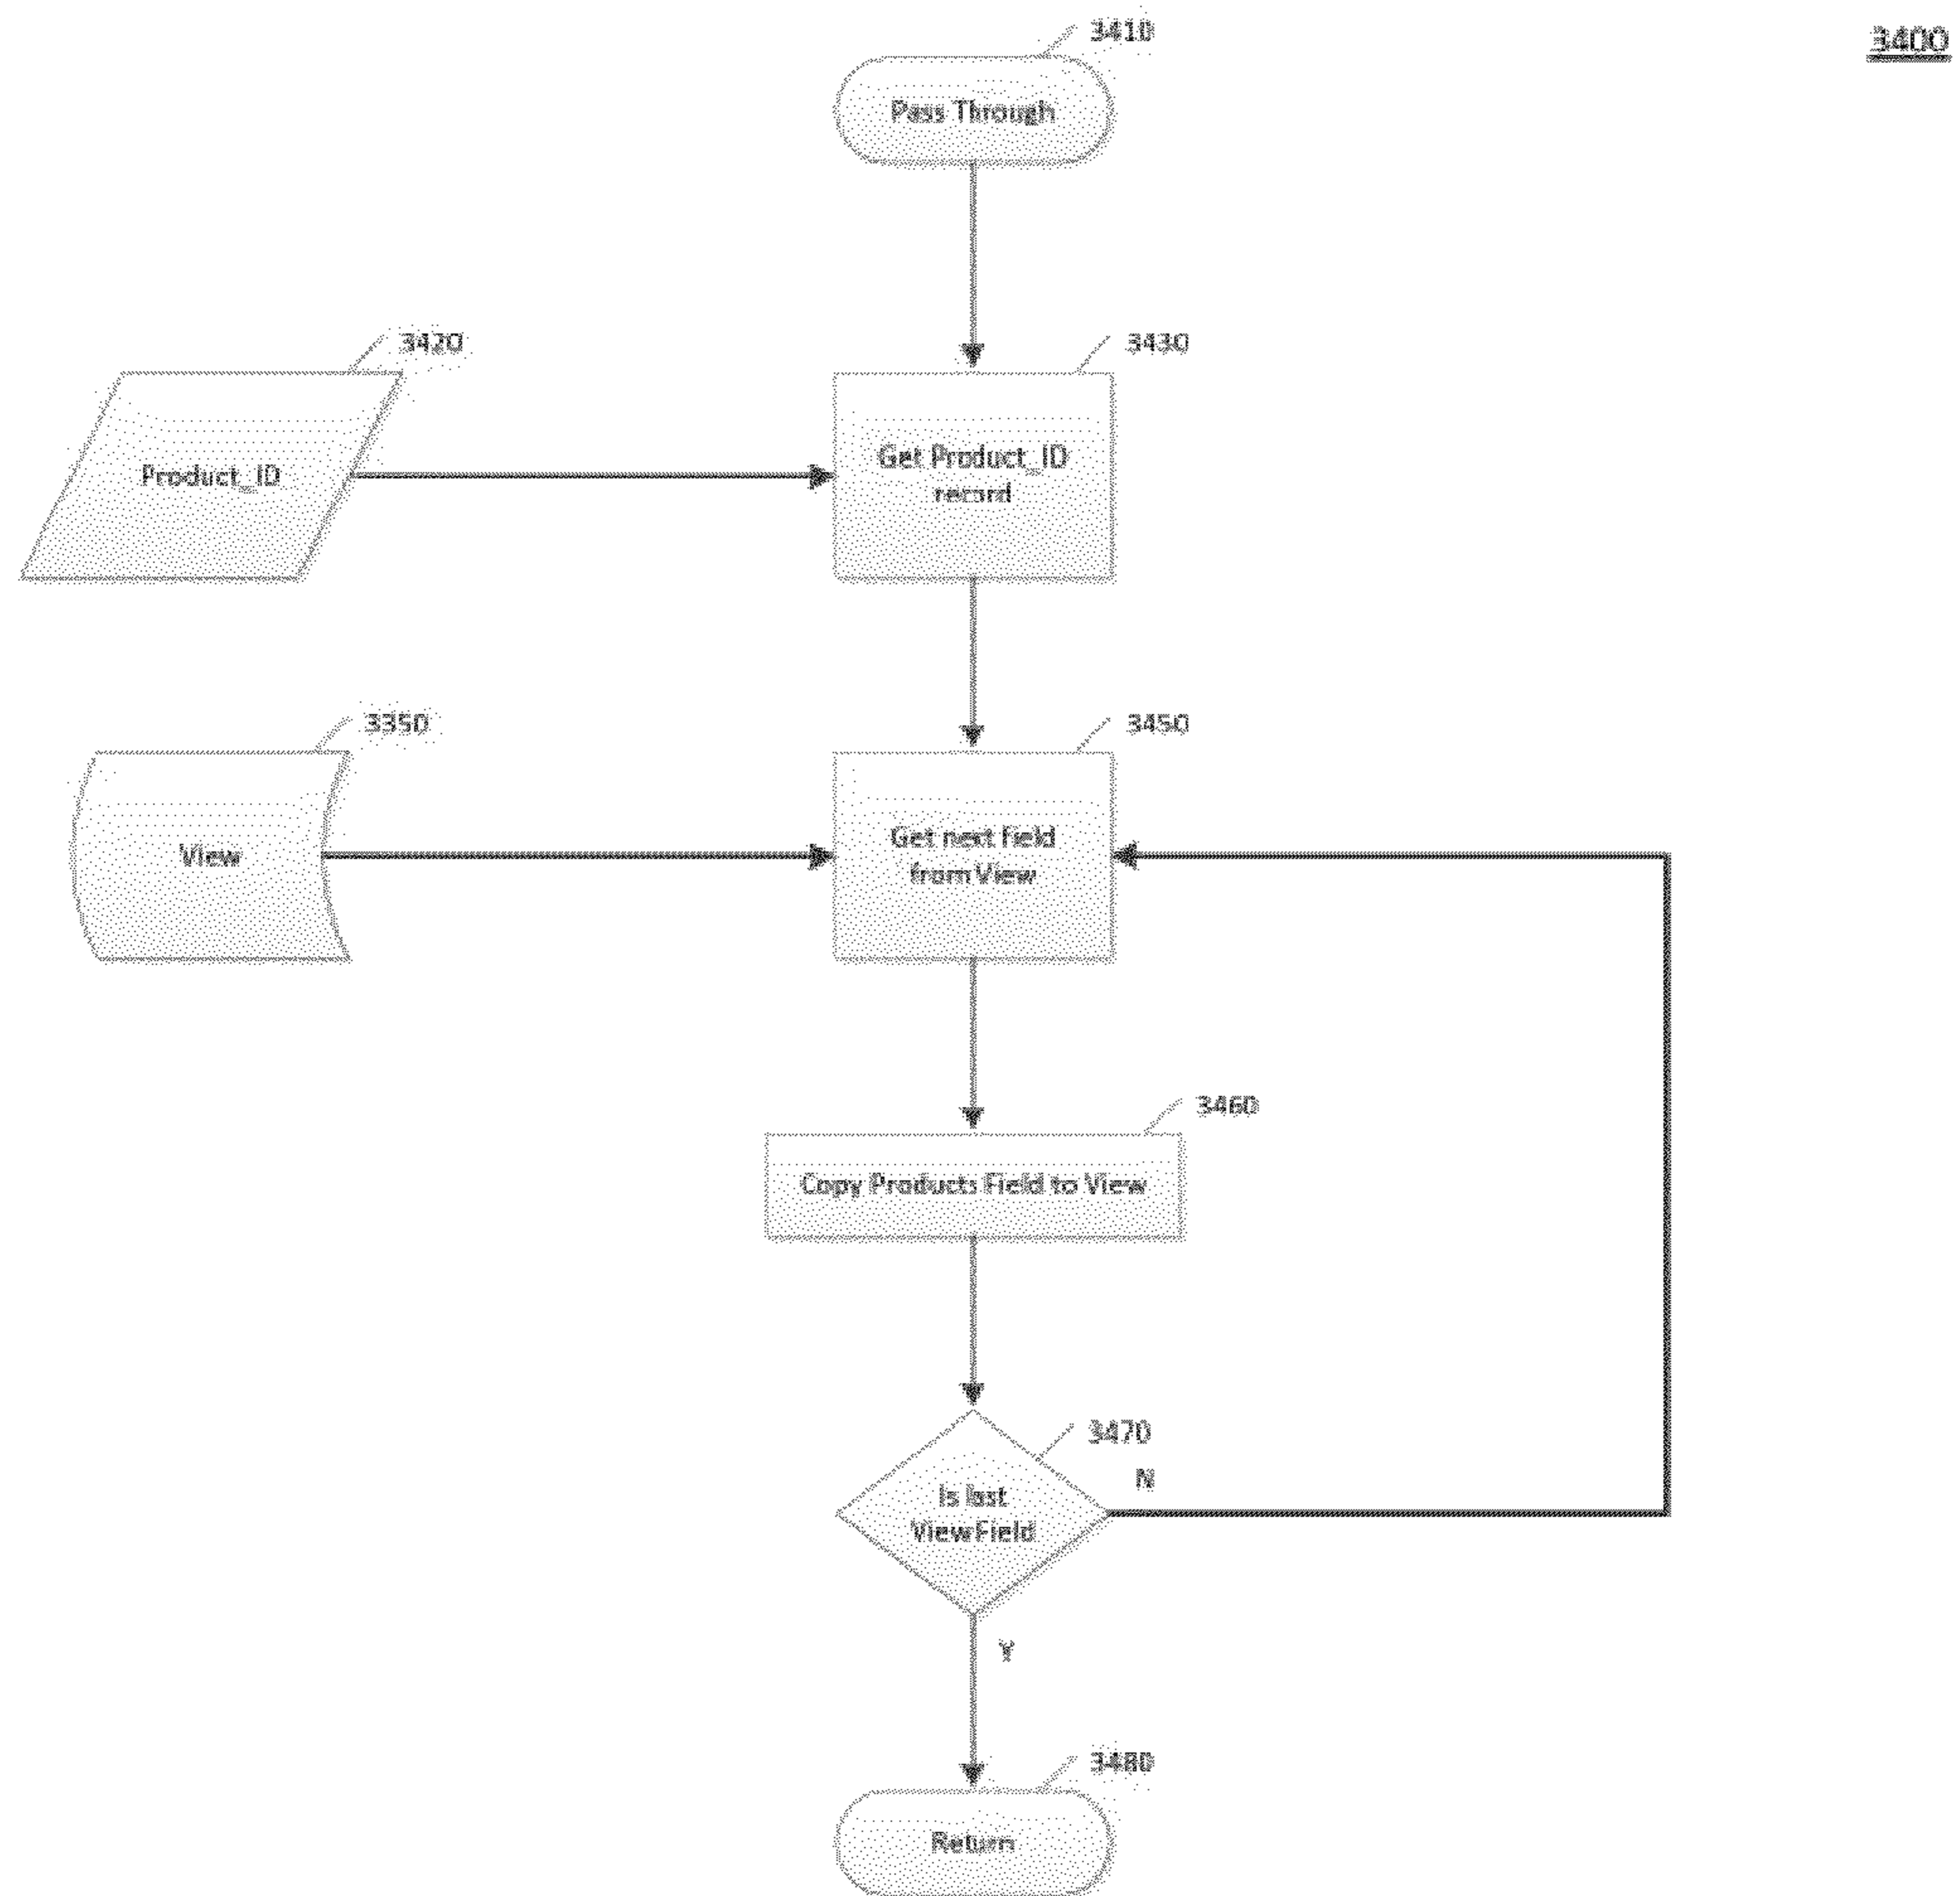 3410
3400
Pass Through
3420
3430
Product_ID
Get Product_ID
record
3350
3450
View
Get next field
from View
3460
Copy Products Field to View
3470
N
Is last
ViewField
Y
3480
Return